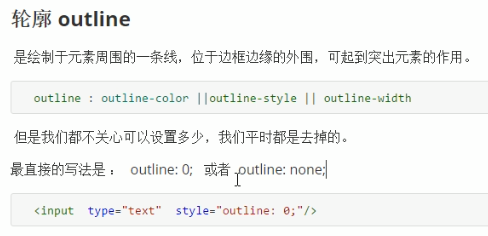 轮廓 outline
是绘制于元素周围的一条线，位于边框边缘的外围，可起到突出元素的作用。
outline : outline-color ||outline-style || outline-width
但是我们都不关心可以设置多少，我们平时都是去掉的。
最直接的写法是： outline: 0; 或者 outline: none;
<input type="text" style="outline: 0;"/>